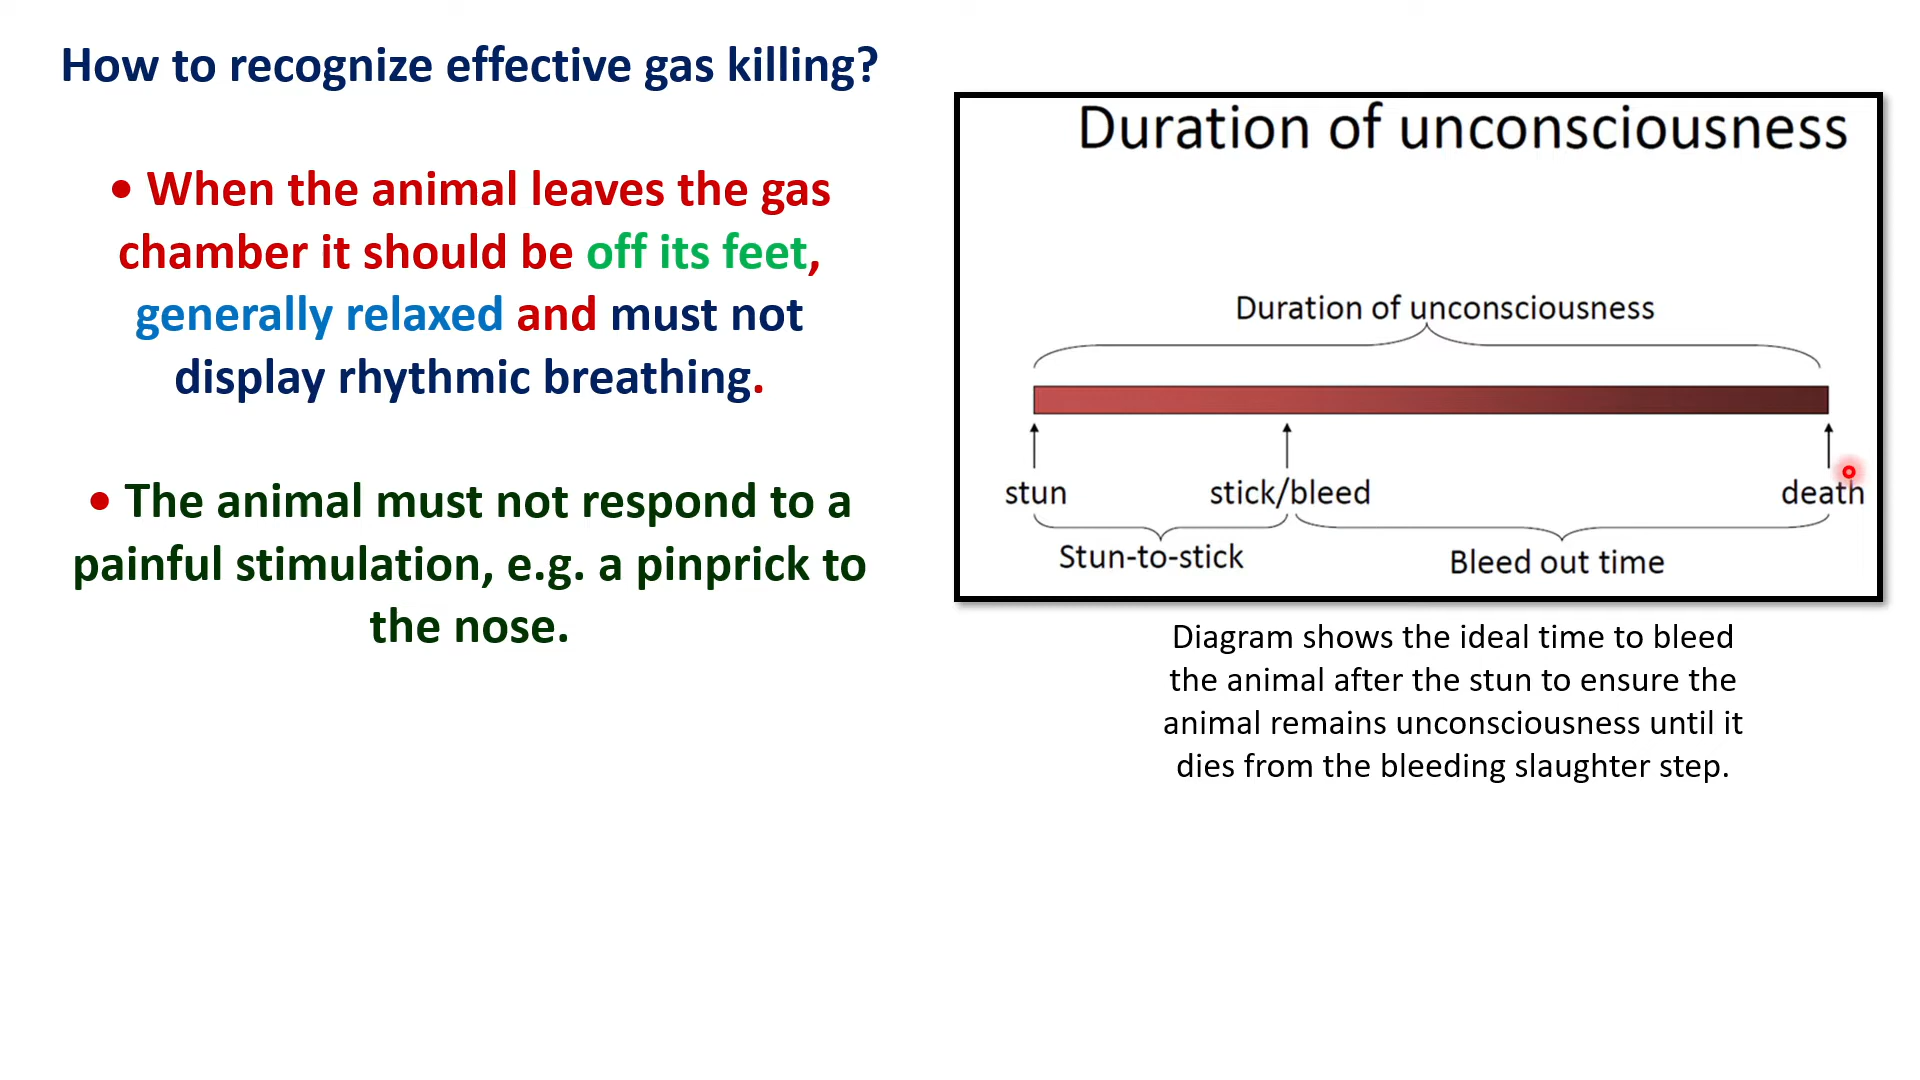 How to recognize effective gas killing?
• When the animal leaves the gas
chamber it should be off its feet,
generally relaxed and must not
display rhythmic breathing.
• The animal must not respond to a
painful stimulation, e.g. a pinprick to
the nose.
Duration of unconsciousness
Duration of unconsciousness
stun stick/bleed death
Stun-to-stick Bleed out time
Diagram shows the ideal time to bleed
the animal after the stun to ensure the
animal remains unconsciousness until it
dies from the bleeding slaughter step.